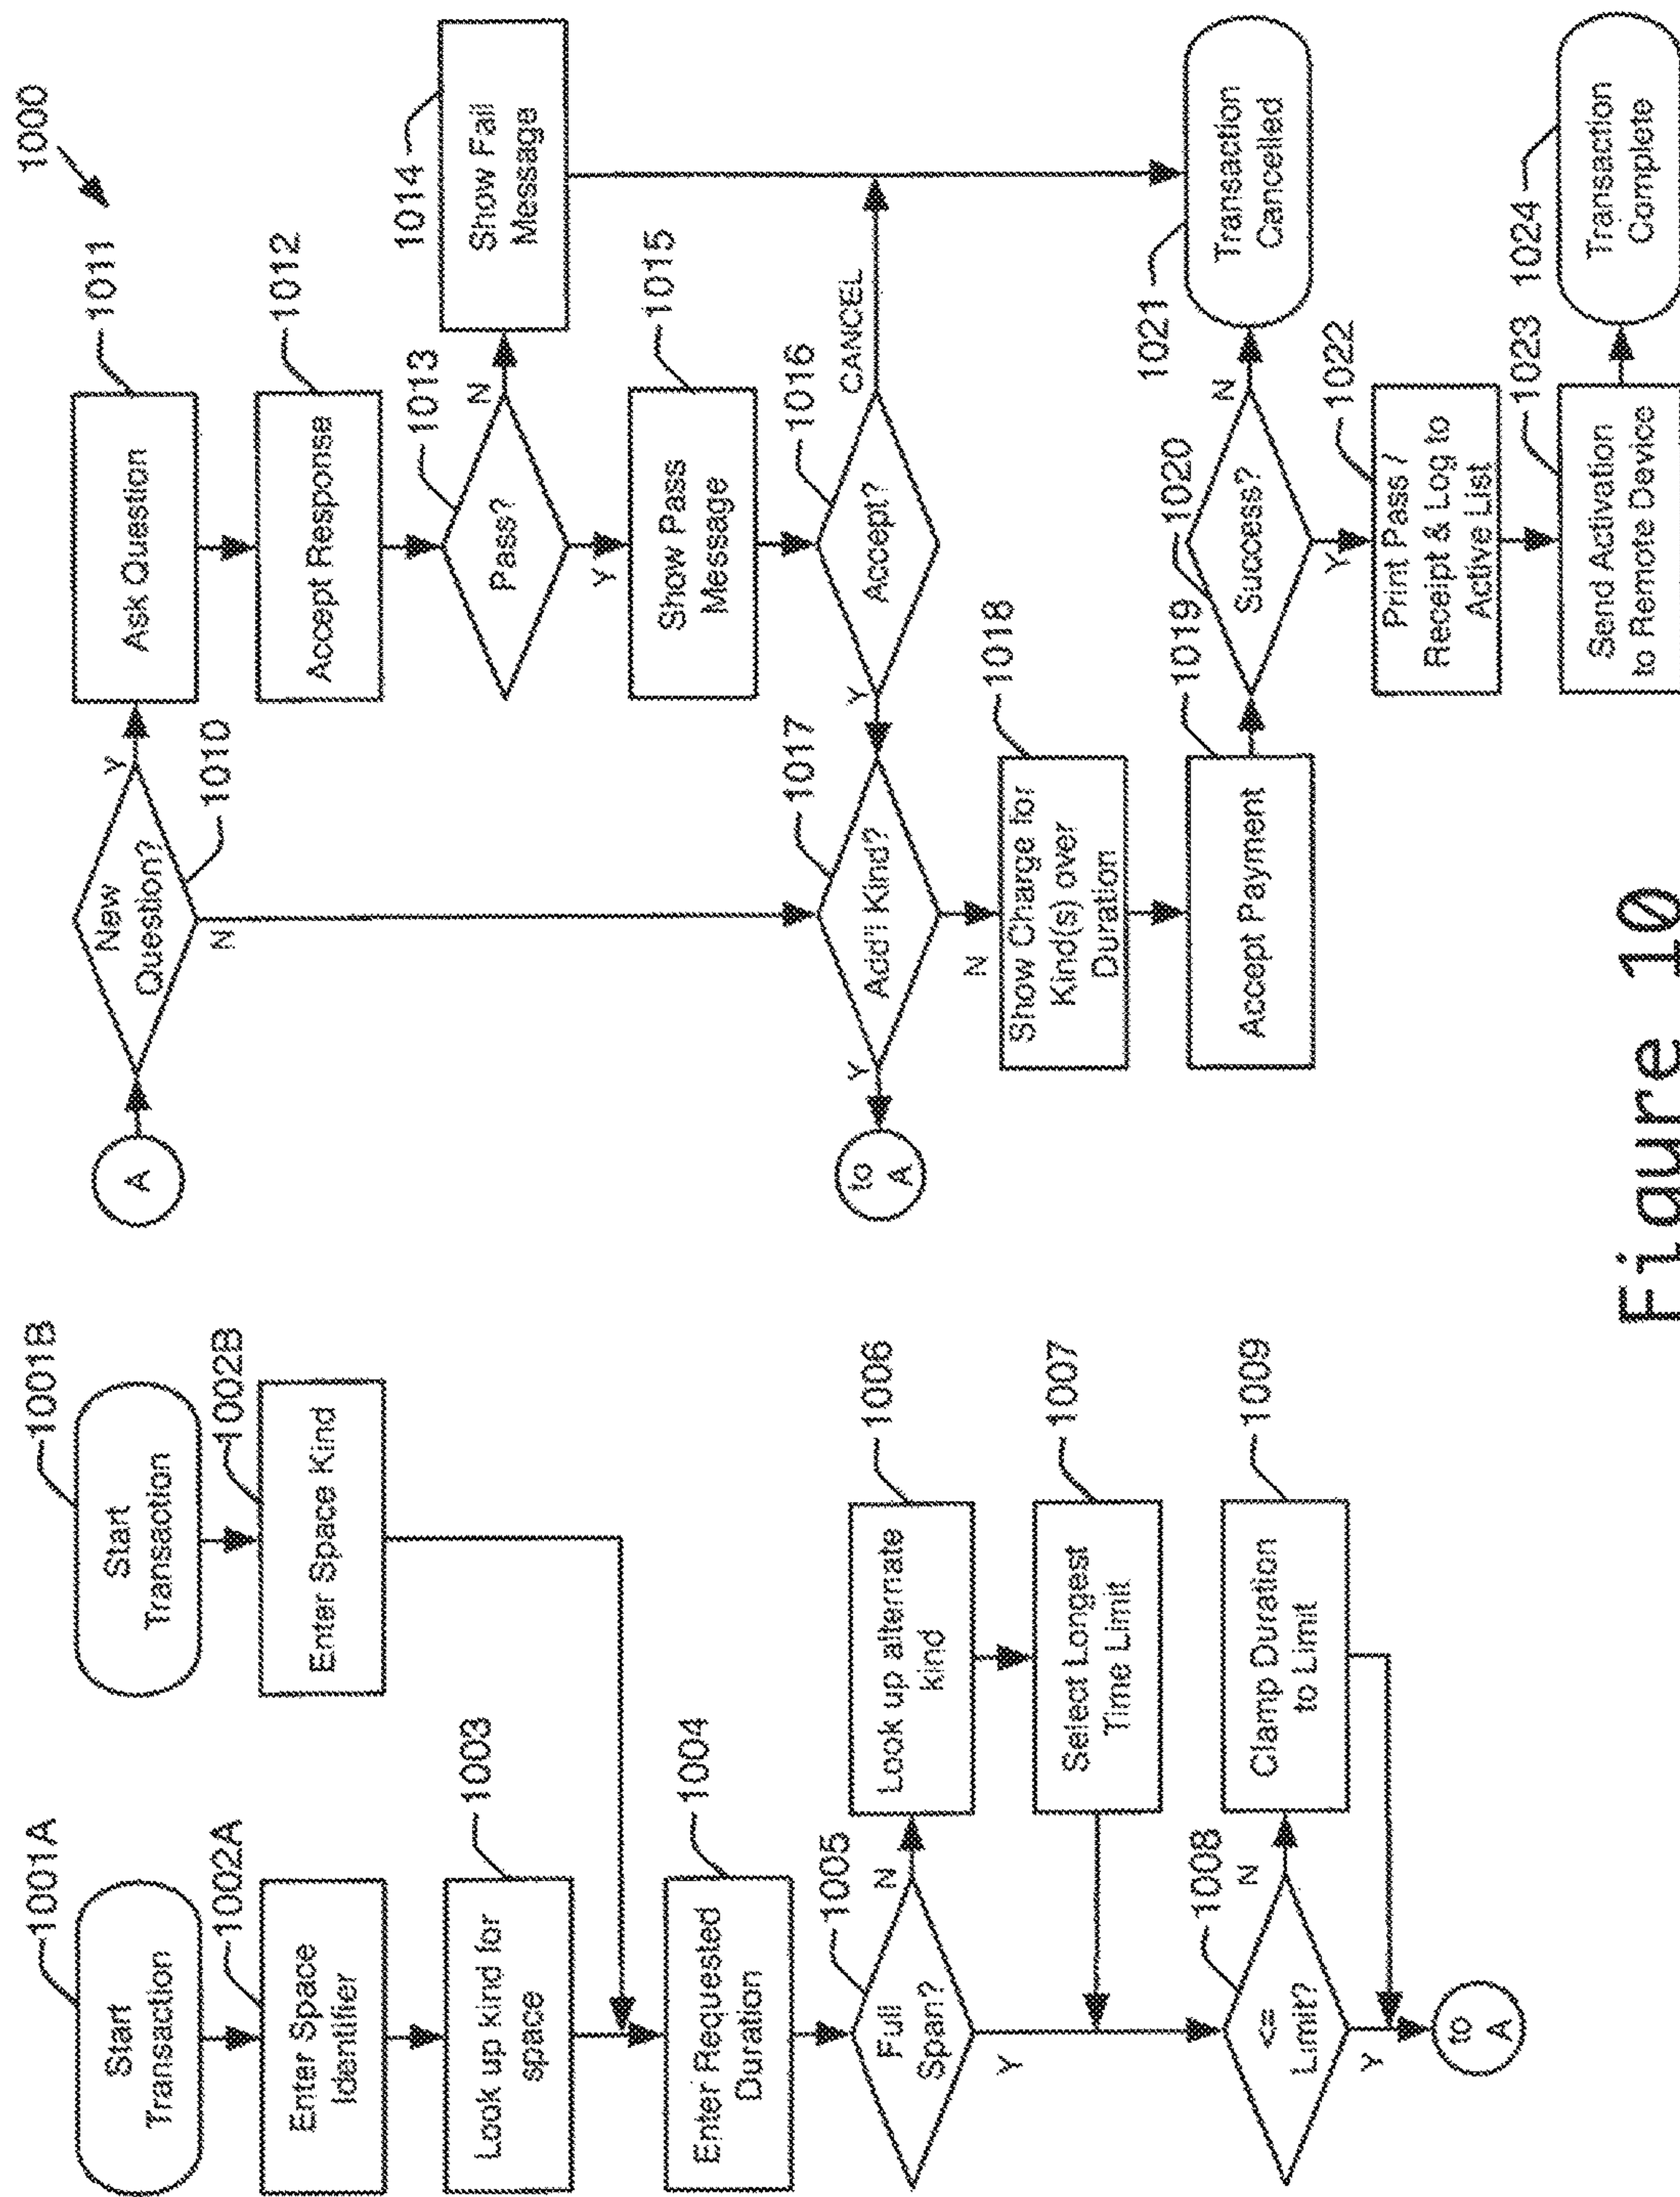 1000
1001A
Start
Transaction
1002A
Enter Space
Identifier
1003
Look up kind for
space
1001B
Start
Transaction
1002B
Enter Space Kind
1004
Enter Requested
Duration
1005
Full
Span?
N
Y
1006
Look up alternate
kind
1007
Select Longest
Time Limit
1008
<=
Limit?
N
Y
1009
Clamp Duration
to Limit
to
A
A
New
Question?
1010
Y
N
1011
Ask Question
1012
Accept Response
1013
Pass?
N
Y
1014
Show Fail
Message
1015
Show Pass
Message
1016
Accept?
CANCEL
Y
1017
Add'l Kind?
Y
N
to
A
1018
Show Charge for
Kind(s) over
Duration
1019
Accept Payment
1020
Success?
N
Y
1021
Transaction
Cancelled
1022
Print Pass /
Receipt & Log to
Active List
1023
Send Activation
to Remote Device
1024
Transaction
Complete
Figure 10